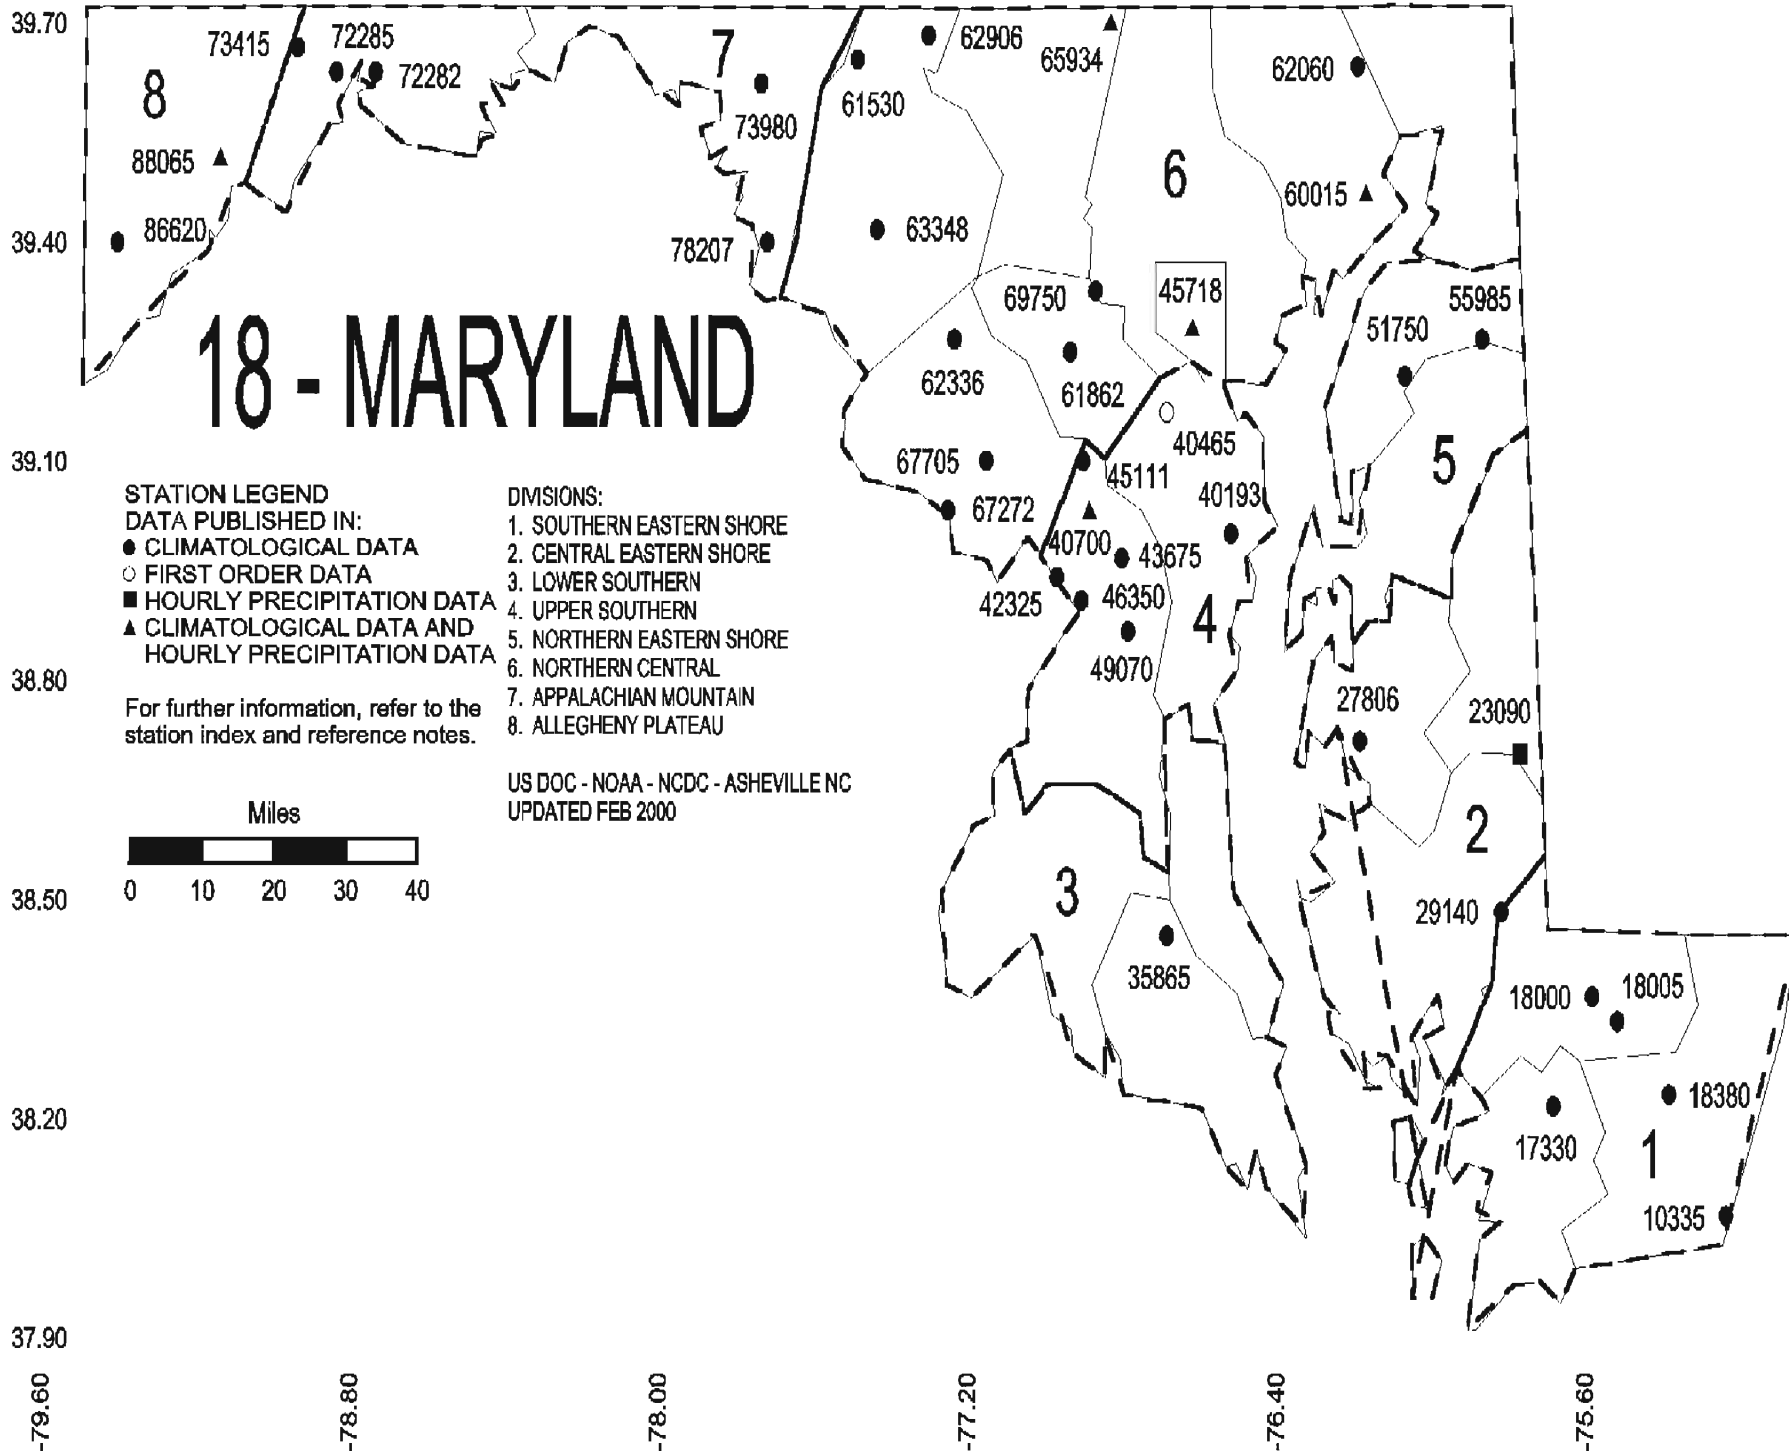 39.70
73415
72285
7
62906
65934
62060
8
72282
61530
73980
88065
6
60015
86620
63348
39.40
78207
69750
45718
55985
51750
18 - MARYLAND
62336
61862
40465
39.10
67705
45111
5
40193
STATION LEGEND
DATA PUBLISHED IN:
CLIMATOLOGICAL DATA
FIRST ORDER DATA
HOURLY PRECIPITATION DATA
CLIMATOLOGICAL DATA AND
HOURLY PRECIPITATION DATA
For further information, refer to the
station index and reference notes.
DIVISIONS:
1. SOUTHERN EASTERN SHORE
2. CENTRAL EASTERN SHORE
3. LOWER SOUTHERN
4. UPPER SOUTHERN
5. NORTHERN EASTERN SHORE
6. NORTHERN CENTRAL
7. APPALACHIAN MOUNTAIN
8. ALLEGHENY PLATEAU
US DOC - NOAA - NCDC - ASHEVILLE NC
UPDATED FEB 2000
67272
40700
43675
42325
46350
4
49070
38.80
27806
23090
Miles
0 10 20 30 40
2
3
38.50
29140
35865
18000
18005
18380
38.20
17330
1
10335
37.90
-79.60
-78.80
-78.00
-77.20
-76.40
-75.60